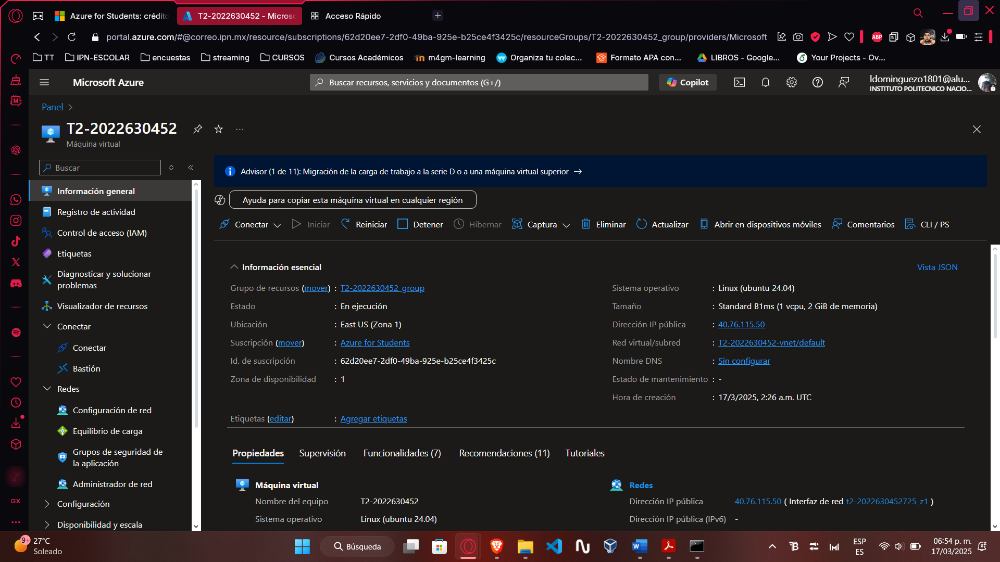 Azure for Students: crédito
T2-2022630452 - Micros
Acceso Rápido
portal.azure.com/#@correo.ipn.mx/resource/subscriptions/62d20ee7-2df0-49ba-925e-b25ce4f3425c/resourceGroups/T2-2022630452_group/providers/Microsoft
ABP
TT
IPN-ESCOLAR
encuestas
streaming
CURSOS
Cursos Académicos
m4gm-learning
Organiza tu colec...
Formato APA con...
LIBROS - Google...
Your Projects - Ov...
Microsoft Azure
Buscar recursos, servicios y documentos (G+/)
Copilot
ldominguezo1801@alu...
INSTITUTO POLITECNICO NACIO...
Panel
T2-2022630452
Máquina virtual
Buscar
Información general
Registro de actividad
Control de acceso (IAM)
Etiquetas
Diagnosticar y solucionar
problemas
Visualizador de recursos
Conectar
Conectar
Bastión
Redes
Configuración de red
Equilibrio de carga
Grupos de seguridad de
la aplicación
Administrador de red
Configuración
Disponibilidad y escala
GX
Advisor (1 de 11): Migración de la carga de trabajo a la serie D o a una máquina virtual superior →
Ayuda para copiar esta máquina virtual en cualquier región
Conectar
Iniciar
Reiniciar
Detener
Hibernar
Captura
Eliminar
Actualizar
Abrir en dispositivos móviles
Comentarios
CLI / PS
Información esencial
Vista JSON
Grupo de recursos (mover) : T2-2022630452_group
Estado : En ejecución
Ubicación : East US (Zona 1)
Suscripción (mover) : Azure for Students
Id. de suscripción : 62d20ee7-2df0-49ba-925e-b25ce4f3425c
Zona de disponibilidad : 1
Sistema operativo : Linux (ubuntu 24.04)
Tamaño : Standard B1ms (1 vcpu, 2 GiB de memoria)
Dirección IP pública : 40.76.115.50
Red virtual/subred : T2-2022630452-vnet/default
Nombre DNS : Sin configurar
Estado de mantenimiento : -
Hora de creación : 17/3/2025, 2:26 a.m. UTC
Etiquetas (editar) : Agregar etiquetas
Propiedades
Supervisión
Funcionalidades (7)
Recomendaciones (11)
Tutoriales
Máquina virtual
Nombre del equipo T2-2022630452
Sistema operativo Linux (ubuntu 24.04)
Redes
Dirección IP pública 40.76.115.50 ( Interfaz de red t2-2022630452725_z1 )
Dirección IP pública (IPv6) -
9+
27°C
Soleado
Búsqueda
ESP
ES
06:54 p. m.
17/03/2025